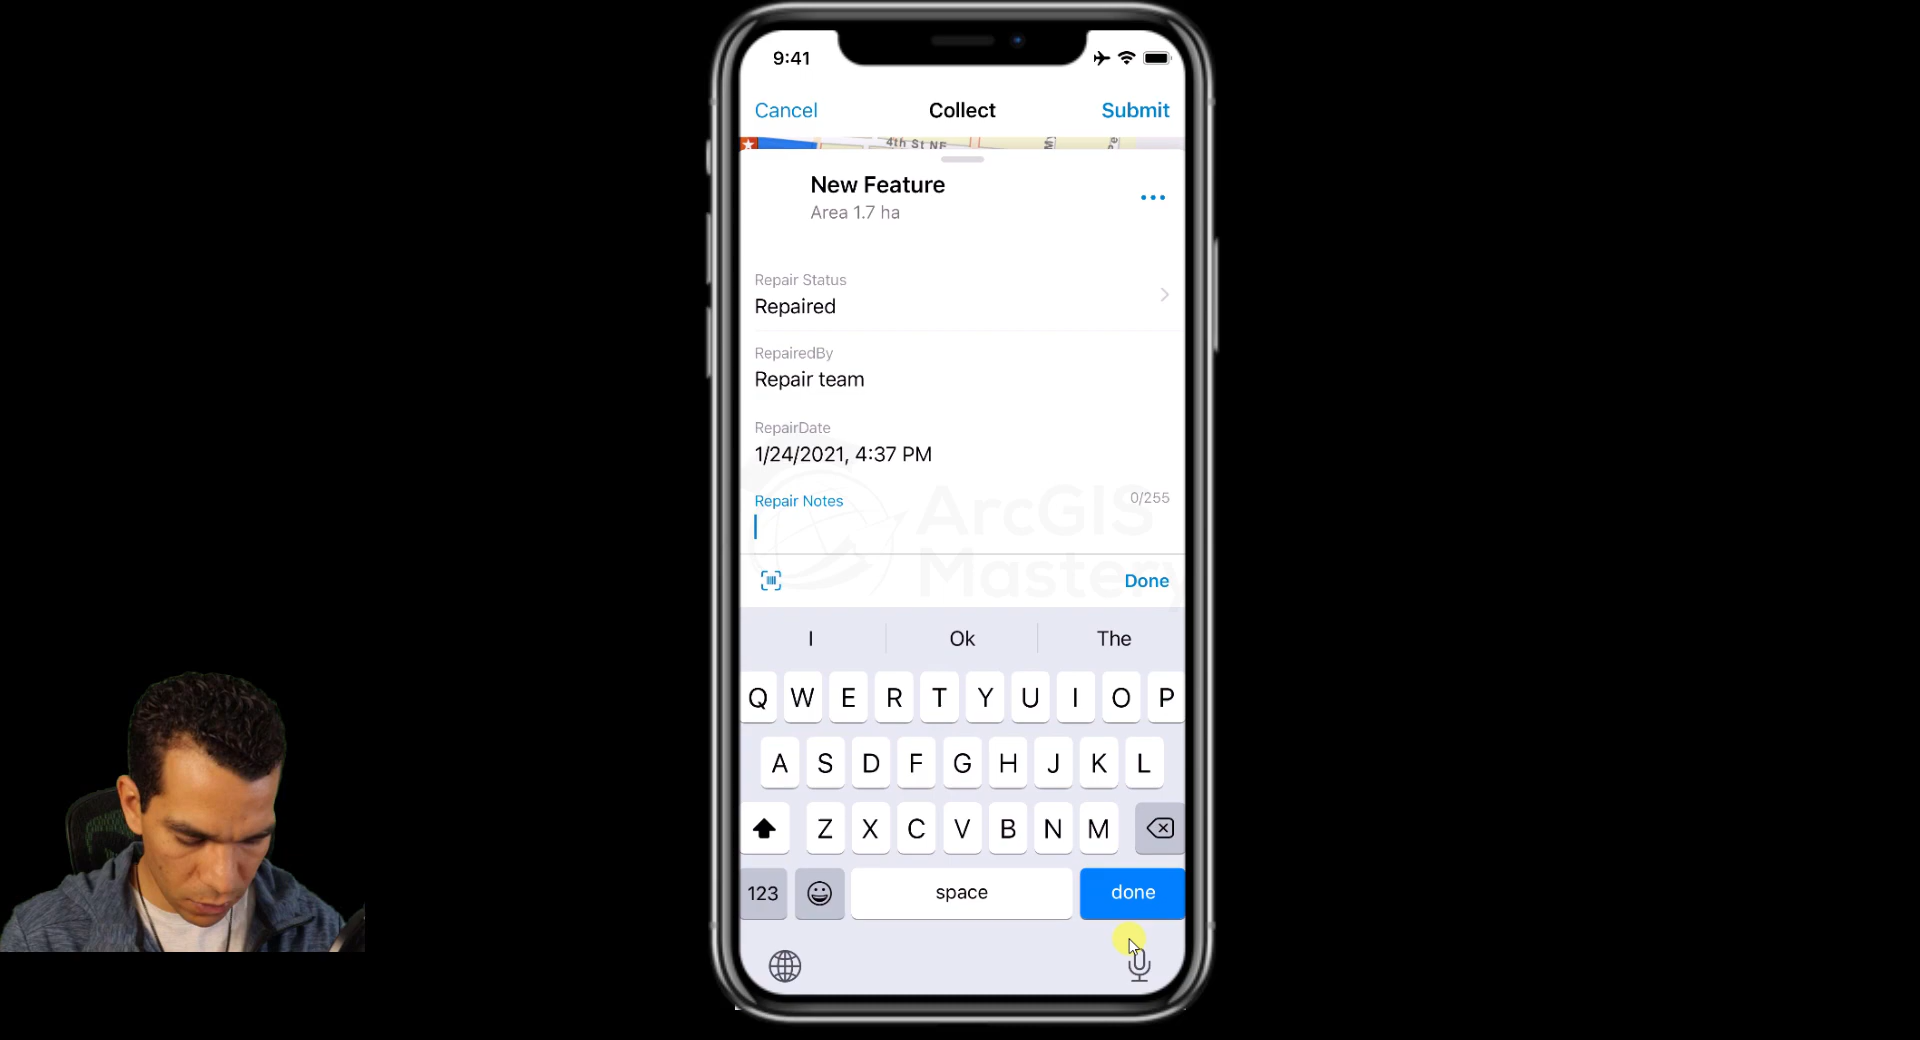 9:41
Cancel
Collect
Submit
4th St NE
My
Pe
New Feature
Area 1.7 ha
Repair Status
Repaired
RepairedBy
Repair team
RepairDate
1/24/2021, 4:37 PM
Repair Notes
0/255
ArcGIS
Mastery
Done
I
Ok
The
Q W E R T Y U I O P
A S D F G H J K L
Z X C V B N M
123
space
done